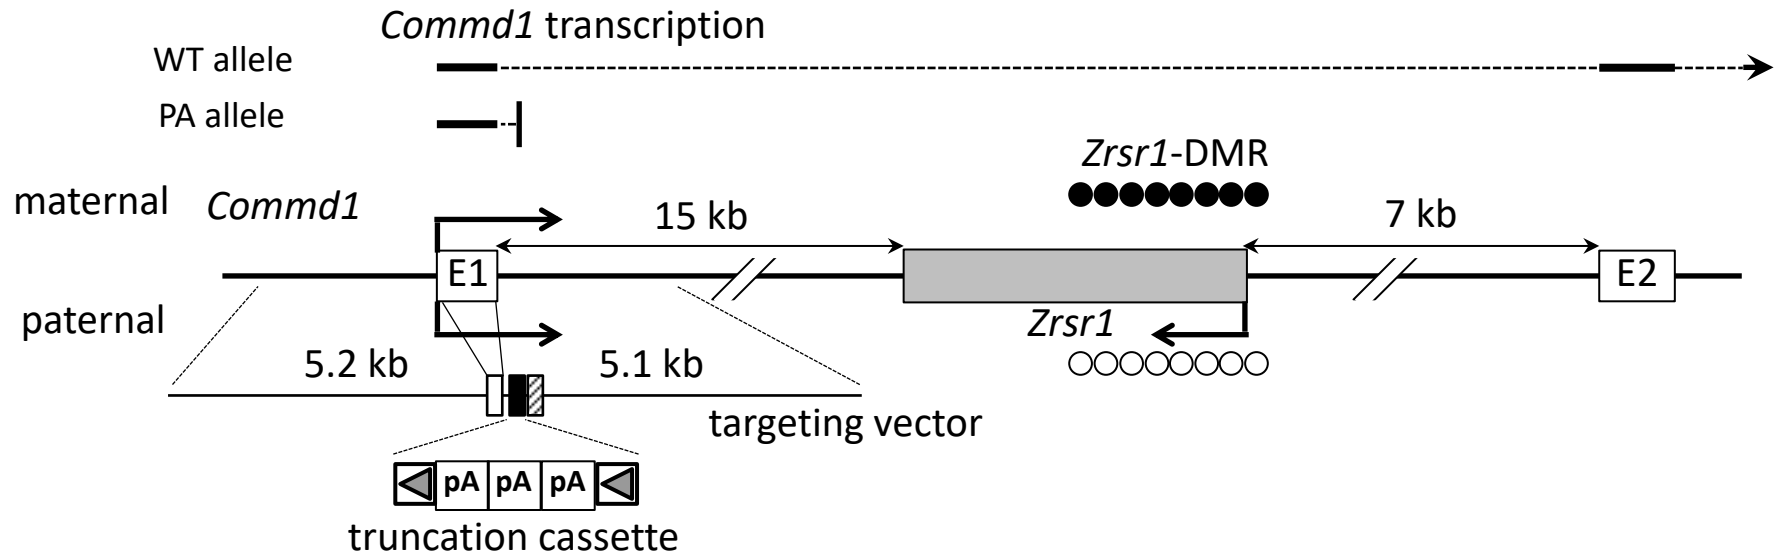 Commd1 transcription
WT allele
PA allele
Zrsr1-DMR
maternal
Commd1
15 kb
7 kb
E1
E2
paternal
Zrsr1
5.2 kb
5.1 kb
targeting vector
pA pA pA
truncation cassette